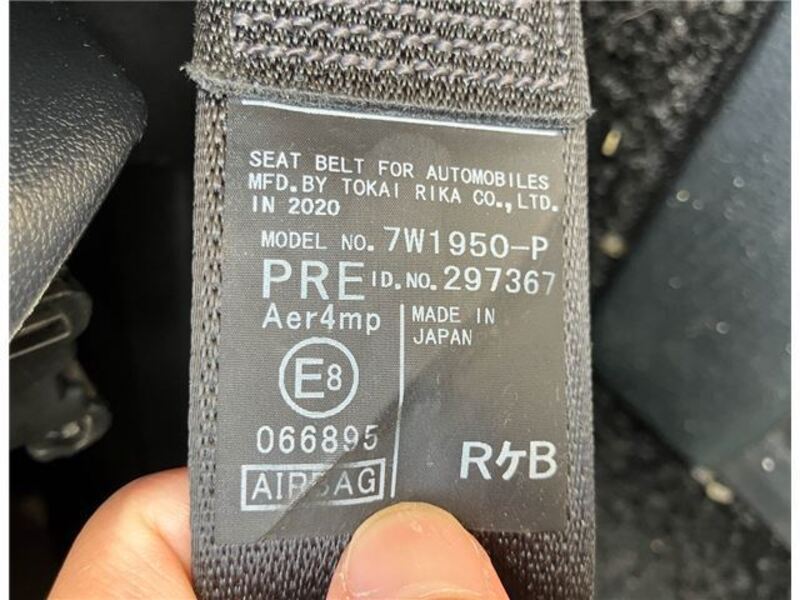 SEAT BELT FOR AUTOMOBILES
MFD. BY TOKAI RIKA CO., LTD.
IN 2020
MODEL NO. 7W1950-P
PRE ID. NO. 297367
Aer4mp
MADE IN
JAPAN
E8
066895
AIRBAG
RケB